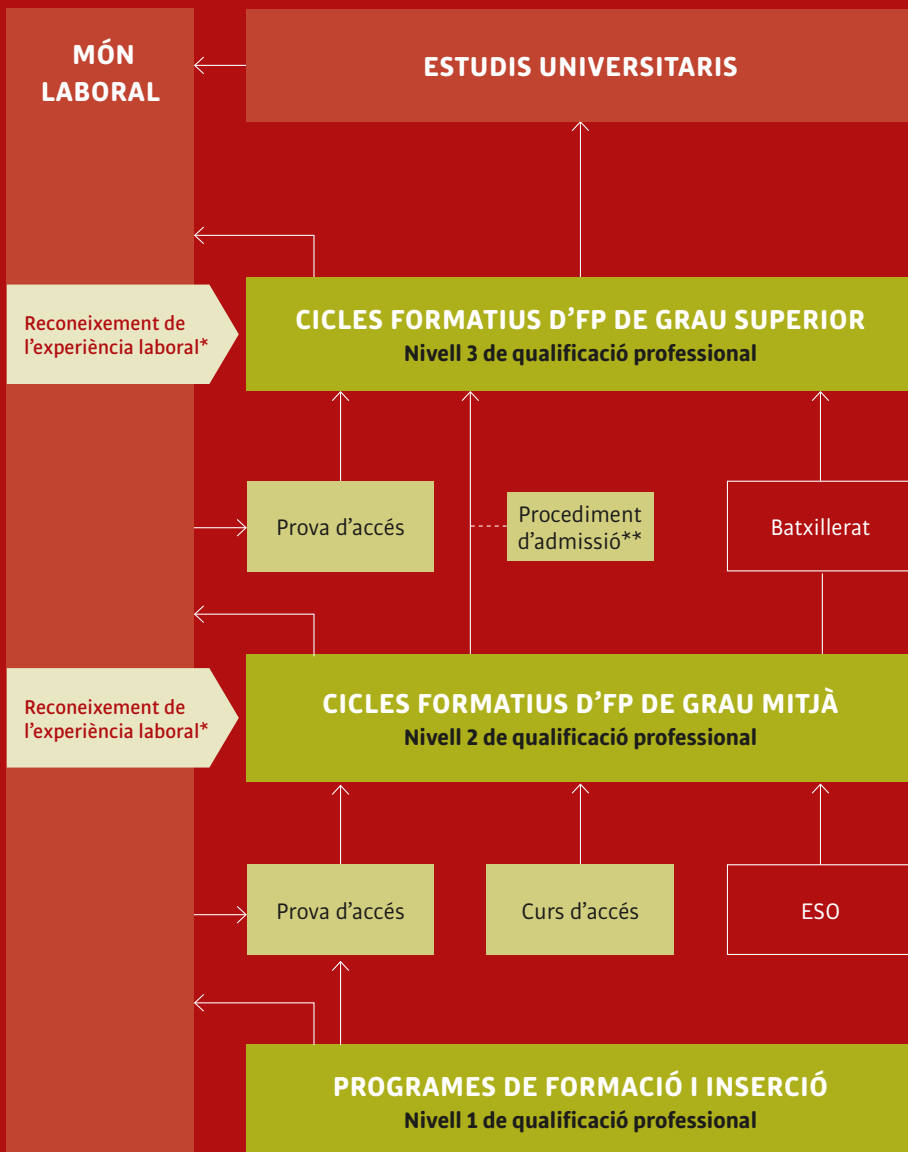 MÓN
LABORAL
ESTUDIS UNIVERSITARIS
Reconeixement de
l'experiència laboral*
CICLES FORMATIUS D’FP DE GRAU SUPERIOR
Nivell 3 de qualificació professional
Prova d’accés
Procediment
d’admissió**
Batxillerat
Reconeixement de
l'experiència laboral*
CICLES FORMATIUS D’FP DE GRAU MITJÀ
Nivell 2 de qualificació professional
Prova d’accés
Curs d’accés
ESO
PROGRAMES DE FORMACIÓ I INSERCIÓ
Nivell 1 de qualificació professional